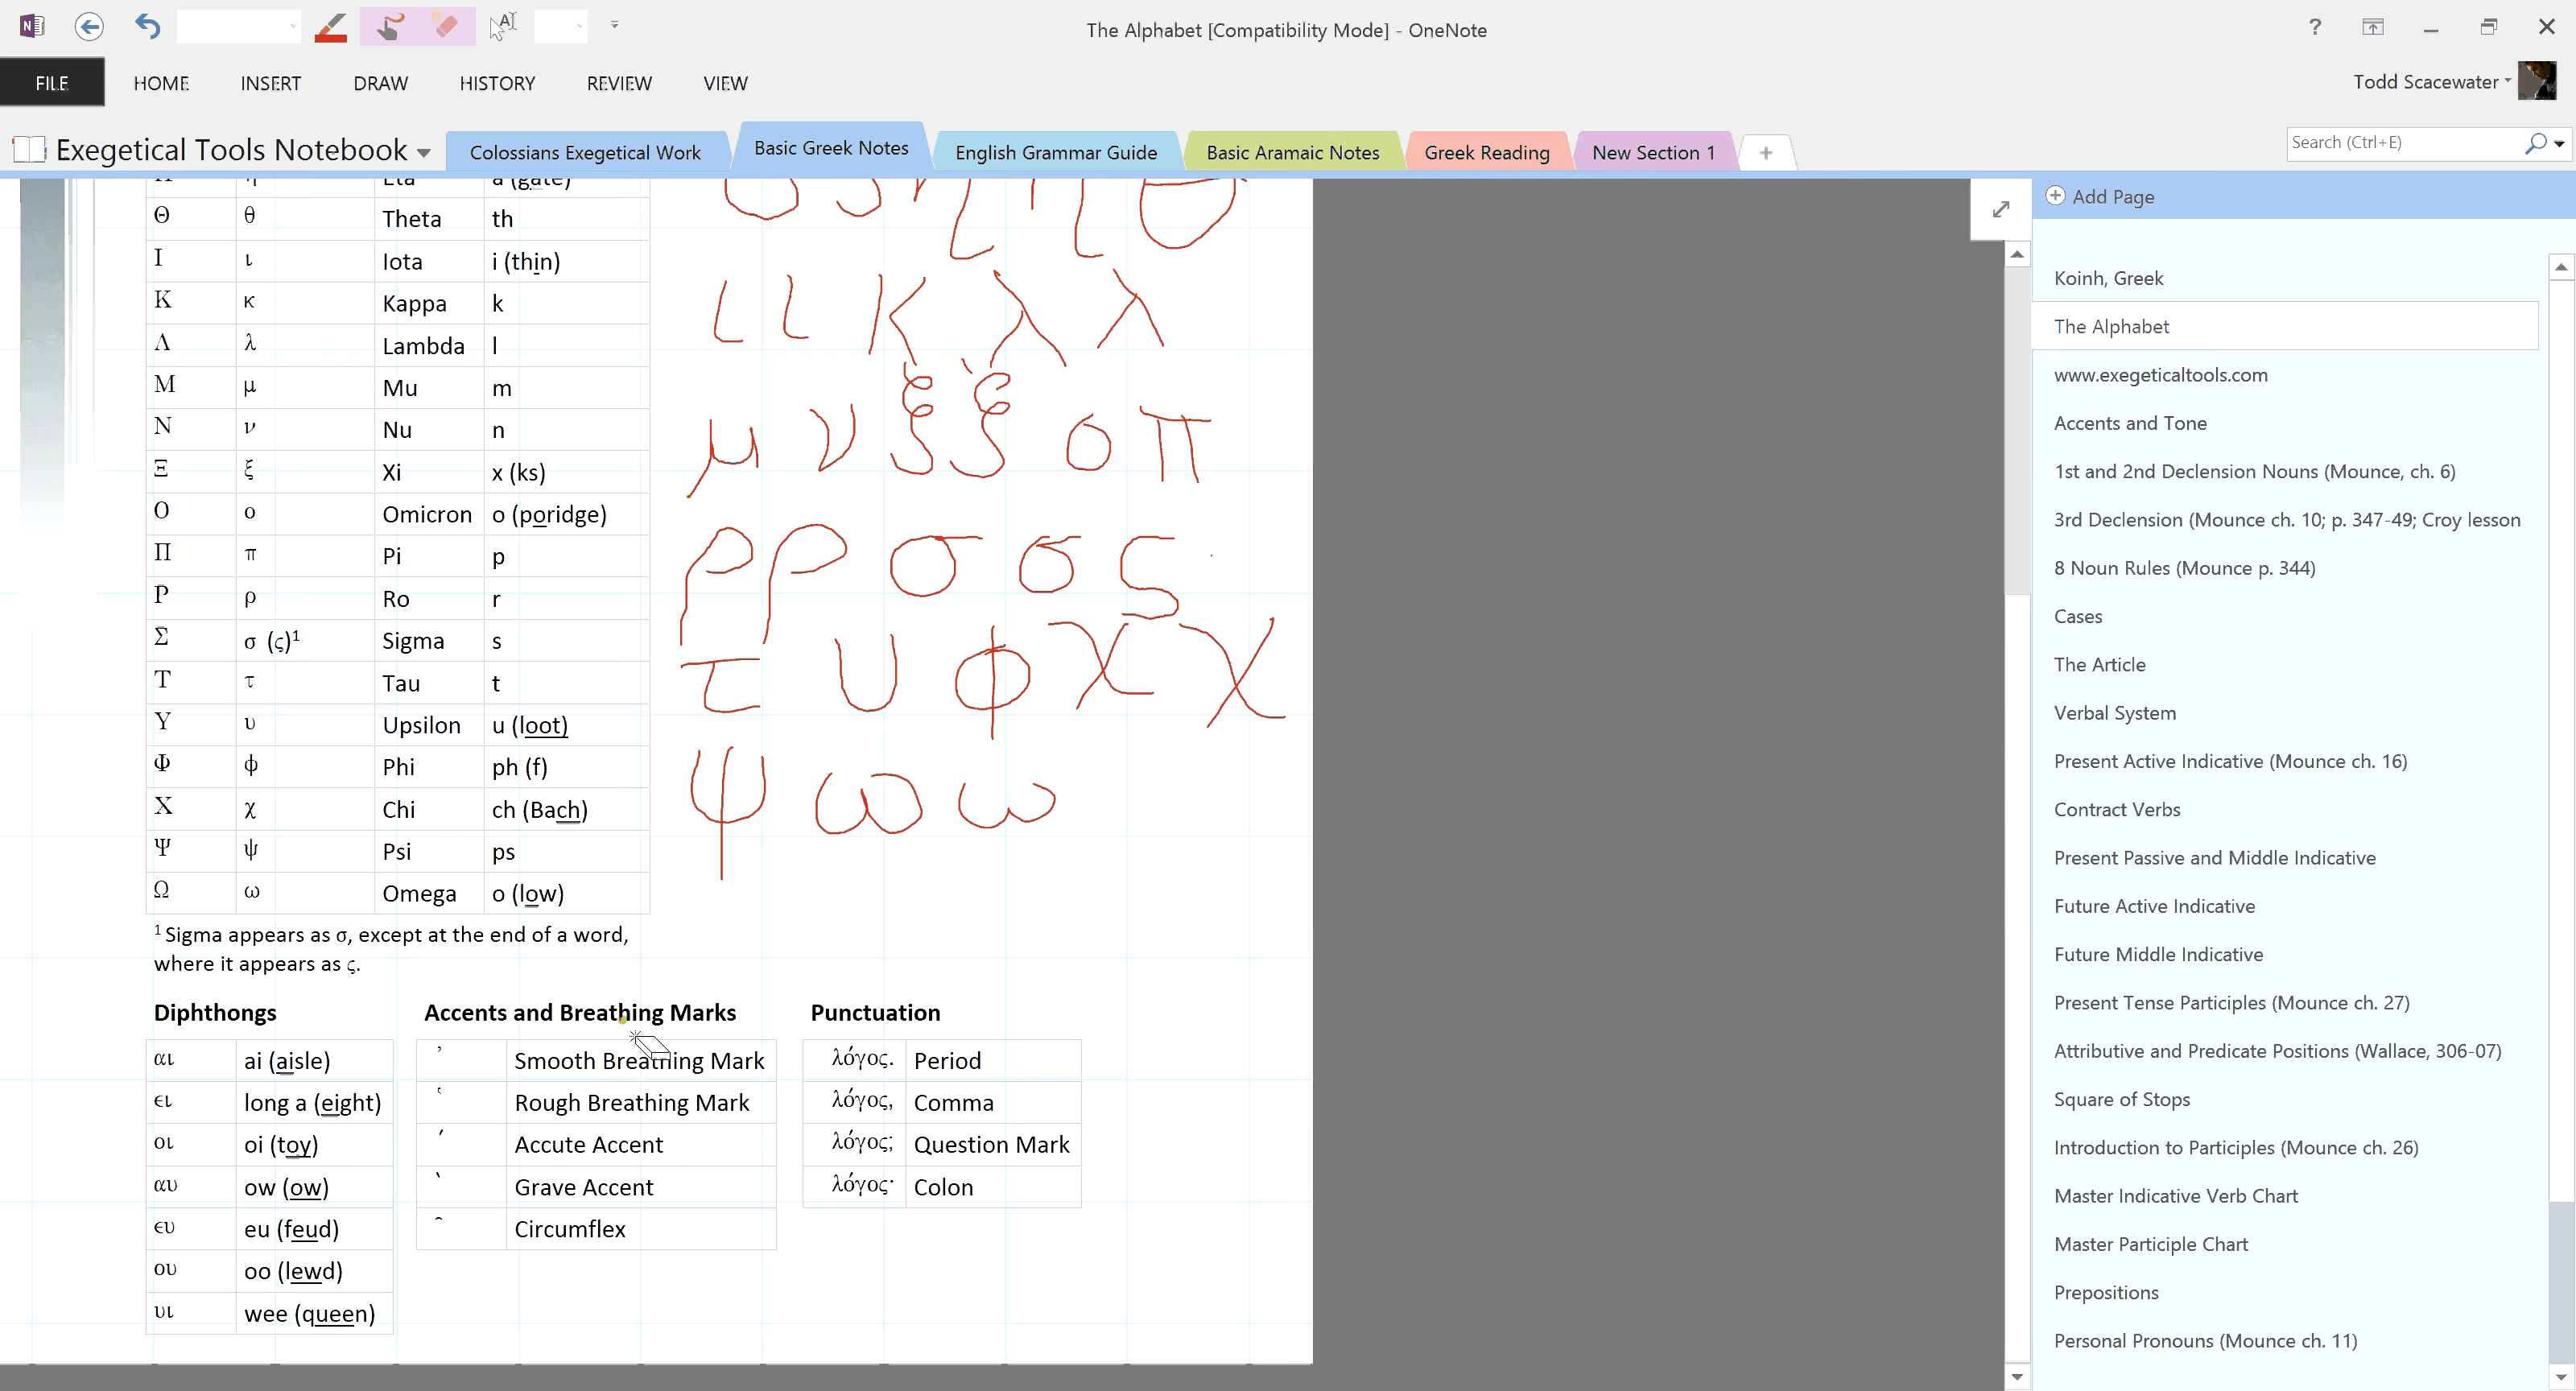 The Alphabet [Compatibility Mode] - OneNote
?
FILE HOME INSERT DRAW HISTORY REVIEW VIEW
Todd Scacewater
Exegetical Tools Notebook
Colossians Exegetical Work
Basic Greek Notes
English Grammar Guide
Basic Aramaic Notes
Greek Reading
New Section 1
+
Search (Ctrl+E)
Η η Eta a (gate)
Θ θ Theta th
Ι ι Iota i (thin)
Κ κ Kappa k
Λ λ Lambda l
Μ μ Mu m
Ν ν Nu n
Ξ ξ Xi x (ks)
Ο ο Omicron o (poridge)
Π π Pi p
Ρ ρ Ro r
Σ σ (ς)1 Sigma s
Τ τ Tau t
Υ υ Upsilon u (loot)
Φ φ Phi ph (f)
Χ χ Chi ch (Bach)
Ψ ψ Psi ps
Ω ω Omega o (low)
1 Sigma appears as σ, except at the end of a word,
where it appears as ς.
θ
ι ι κ λ λ
μ ν ξ ξ ο π
ρ ρ σ σ ς
τ υ φ χ χ
ψ ω ω
Diphthongs
αι ai (aisle)
ει long a (eight)
οι oi (toy)
αυ ow (ow)
ευ eu (feud)
ου oo (lewd)
υι wee (queen)
Accents and Breathing Marks
᾿ Smooth Breathing Mark
῾ Rough Breathing Mark
´ Accute Accent
` Grave Accent
῀ Circumflex
Punctuation
λόγος. Period
λόγος, Comma
λόγος; Question Mark
λόγος· Colon
Add Page
Koinh, Greek
The Alphabet
www.exegeticaltools.com
Accents and Tone
1st and 2nd Declension Nouns (Mounce, ch. 6)
3rd Declension (Mounce ch. 10; p. 347-49; Croy lesson
8 Noun Rules (Mounce p. 344)
Cases
The Article
Verbal System
Present Active Indicative (Mounce ch. 16)
Contract Verbs
Present Passive and Middle Indicative
Future Active Indicative
Future Middle Indicative
Present Tense Participles (Mounce ch. 27)
Attributive and Predicate Positions (Wallace, 306-07)
Square of Stops
Introduction to Participles (Mounce ch. 26)
Master Indicative Verb Chart
Master Participle Chart
Prepositions
Personal Pronouns (Mounce ch. 11)